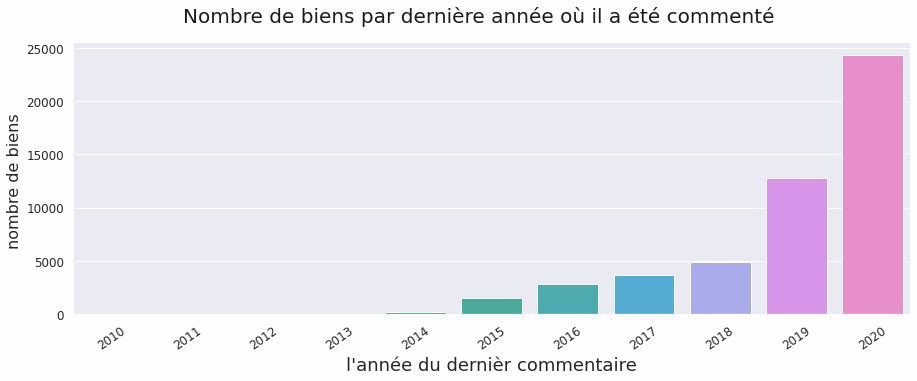 Nombre de biens par dernière année où il a été commenté
25000
20000
15000
10000
5000
0
nombre de biens
2010 2011 2012 2013 2014 2015 2016 2017 2018 2019 2020
l'année du dernièr commentaire